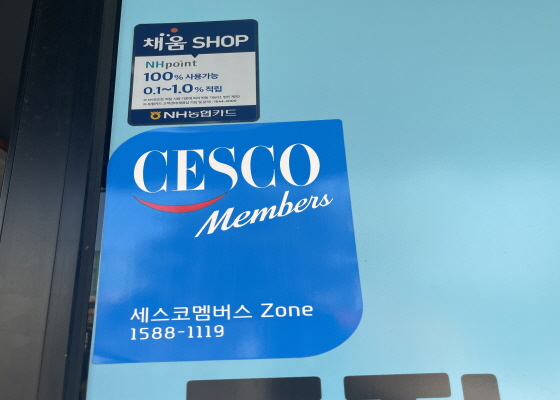 채움 SHOP
NHpoint
100% 사용가능
0.1~1.0% 적립
NH농협카드
CESCO
Members
세스코멤버스 Zone
1588-1119